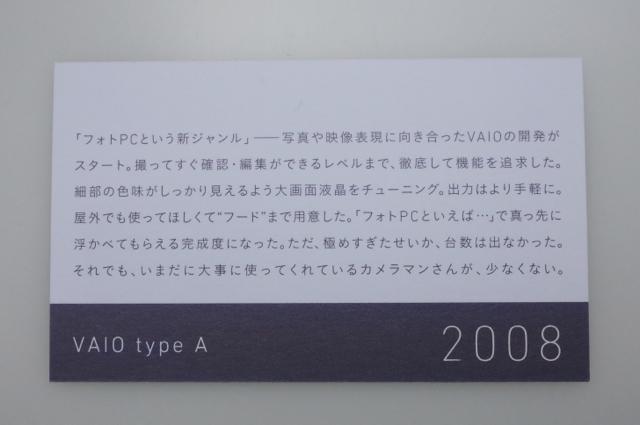 「フォトPCという新ジャンル」――写真や映像表現に向き合ったVAIOの開発が
スタート。撮ってすぐ確認・編集ができるレベルまで、徹底して機能を追求した。
細部の色味がしっかり見えるよう大画面液晶をチューニング。出力はより手軽に。
屋外でも使ってほしくて“フード”まで用意した。「フォトPCといえば…」で真っ先に
浮かべてもらえる完成度になった。ただ、極めすぎたせいか、台数は出なかった。
それでも、いまだに大事に使ってくれているカメラマンさんが、少なくない。
VAIO type A
2008